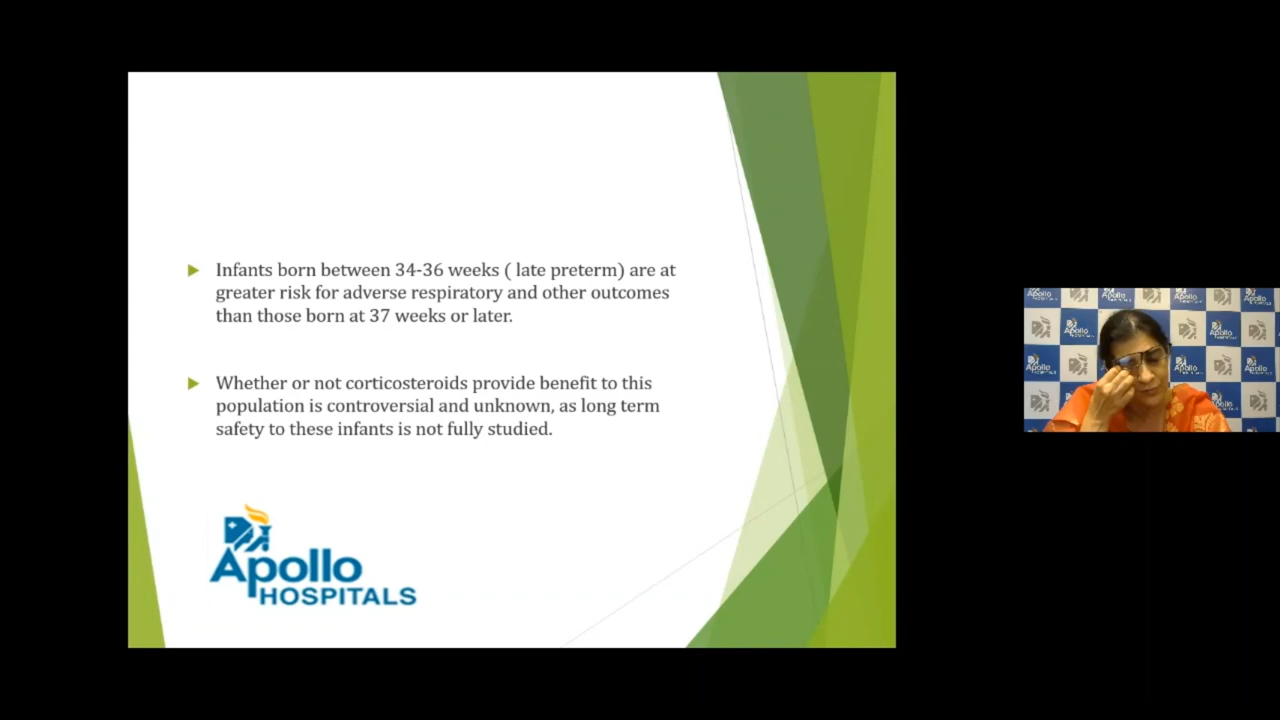 Infants born between 34-36 weeks ( late preterm) are at
greater risk for adverse respiratory and other outcomes
than those born at 37 weeks or later.
Whether or not corticosteroids provide benefit to this
population is controversial and unknown, as long term
safety to these infants is not fully studied.
Apollo
HOSPITALS
Apollo
HOSPITALS